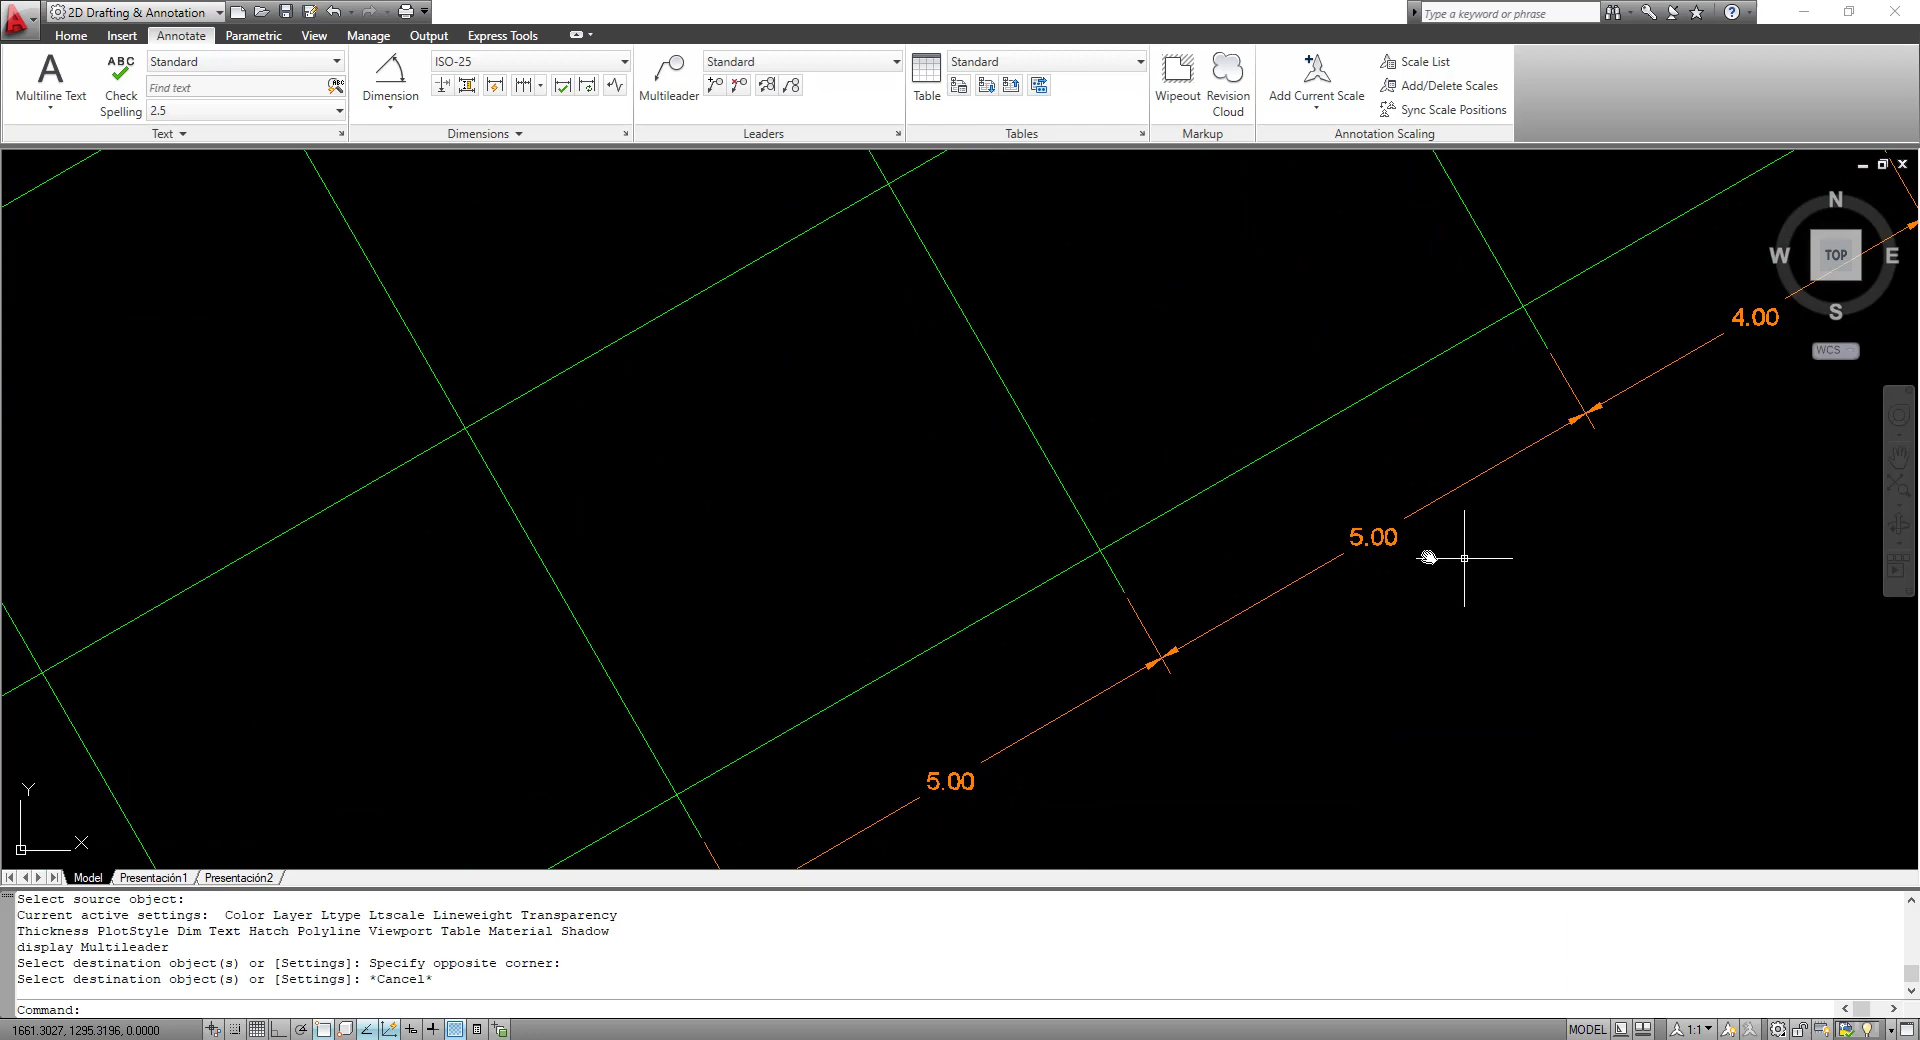 2D Drafting & Annotation
Type a keyword or phrase
Home Insert Annotate Parametric View Manage Output Express Tools
Multiline Text
ABC
Check
Spelling
Standard
Find text
2.5
Text
Dimension
ISO-25
Dimensions
Multileader
Standard
Leaders
Table
Standard
Tables
Wipeout
Revision
Cloud
Markup
Add Current Scale
Scale List
Add/Delete Scales
Sync Scale Positions
Annotation Scaling
N
W TOP E
S
WCS
4.00
5.00
5.00
Y
X
Model Presentación1 Presentación2
Select source object:
Current active settings:  Color Layer Ltype Ltscale Lineweight Transparency
Thickness PlotStyle Dim Text Hatch Polyline Viewport Table Material Shadow
display Multileader
Select destination object(s) or [Settings]: Specify opposite corner:
Select destination object(s) or [Settings]: *Cancel*
Command:
1661.3027, 1295.3196, 0.0000
MODEL
1:1